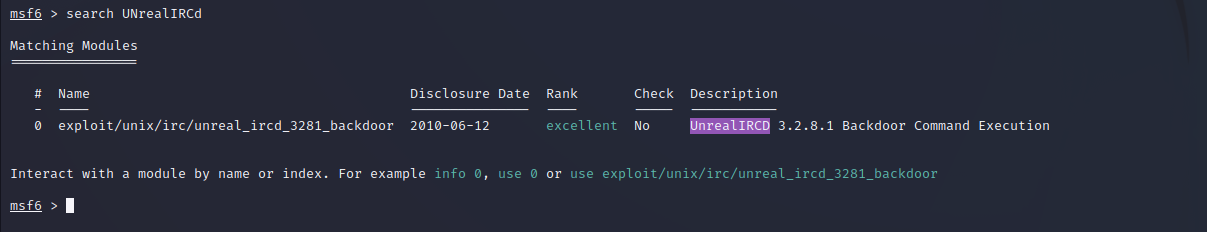 msf6 > search UNrealIRCd
Matching Modules
================
# Name Disclosure Date Rank Check Description
- ---- --------------- ---- ----- -----------
0 exploit/unix/irc/unreal_ircd_3281_backdoor 2010-06-12 excellent No UnrealIRCD 3.2.8.1 Backdoor Command Execution
Interact with a module by name or index. For example info 0, use 0 or use exploit/unix/irc/unreal_ircd_3281_backdoor
msf6 >